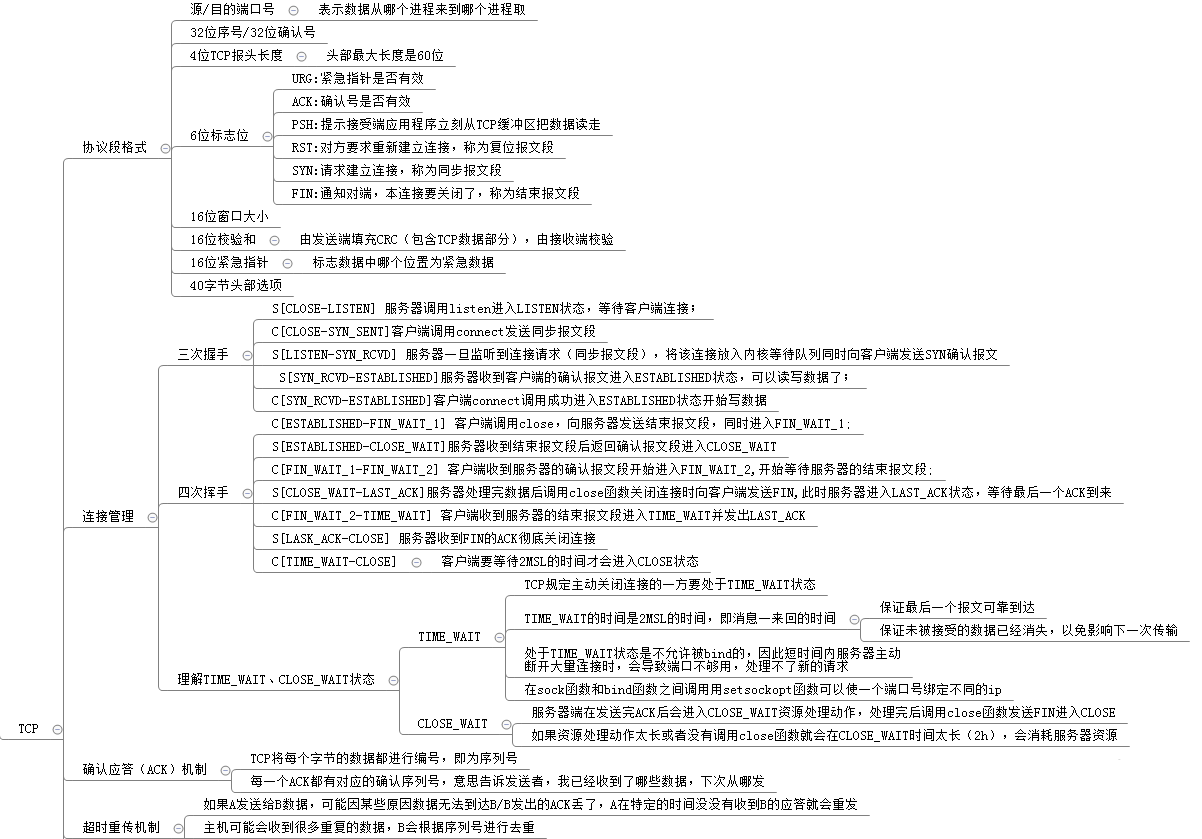 源/目的端口号 表示数据从哪个进程来到哪个进程取
32位序号/32位确认号
4位TCP报头长度 头部最大长度是60位
URG:紧急指针是否有效
ACK:确认号是否有效
PSH:提示接受端应用程序立刻从TCP缓冲区把数据读走
6位标志位
RST:对方要求重新建立连接，称为复位报文段
协议段格式
SYN:请求建立连接，称为同步报文段
FIN:通知对端，本连接要关闭了，称为结束报文段
16位窗口大小
16位校验和 由发送端填充CRC（包含TCP数据部分），由接收端校验
16位紧急指针 标志数据中哪个位置为紧急数据
40字节头部选项
S[CLOSE-LISTEN] 服务器调用listen进入LISTEN状态，等待客户端连接；
C[CLOSE-SYN_SENT]客户端调用connect发送同步报文段
三次握手 S[LISTEN-SYN_RCVD] 服务器一旦监听到连接请求（同步报文段），将该连接放入内核等待队列同时向客户端发送SYN确认报文
S[SYN_RCVD-ESTABLISHED]服务器收到客户端的确认报文进入ESTABLISHED状态，可以读写数据了；
C[SYN_RCVD-ESTABLISHED]客户端connect调用成功进入ESTABLISHED状态开始写数据
C[ESTABLISHED-FIN_WAIT_1] 客户端调用close，向服务器发送结束报文段，同时进入FIN_WAIT_1;
S[ESTABLISHED-CLOSE_WAIT]服务器收到结束报文段后返回确认报文段进入CLOSE_WAIT
C[FIN_WAIT_1-FIN_WAIT_2] 客户端收到服务器的确认报文段开始进入FIN_WAIT_2,开始等待服务器的结束报文段;
四次挥手 S[CLOSE_WAIT-LAST_ACK]服务器处理完数据后调用close函数关闭连接时向客户端发送FIN,此时服务器进入LAST_ACK状态，等待最后一个ACK到来
连接管理 C[FIN_WAIT_2-TIME_WAIT] 客户端收到服务器的结束报文段进入TIME_WAIT并发出LAST_ACK
S[LASK_ACK-CLOSE] 服务器收到FIN的ACK彻底关闭连接
C[TIME_WAIT-CLOSE] 客户端要等待2MSL的时间才会进入CLOSE状态
TCP规定主动关闭连接的一方要处于TIME_WAIT状态
保证最后一个报文可靠到达
TIME_WAIT的时间是2MSL的时间，即消息一来回的时间
保证未被接受的数据已经消失，以免影响下一次传输
TIME_WAIT
处于TIME_WAIT状态是不允许被bind的，因此短时间内服务器主动
断开大量连接时，会导致端口不够用，处理不了新的请求
理解TIME_WAIT、CLOSE_WAIT状态
在sock函数和bind函数之间调用用setsockopt函数可以使一个端口号绑定不同的ip
服务器端在发送完ACK后会进入CLOSE_WAIT资源处理动作，处理完后调用close函数发送FIN进入CLOSE
CLOSE_WAIT
如果资源处理动作太长或者没有调用close函数就会在CLOSE_WAIT时间太长（2h），会消耗服务器资源
TCP
TCP将每个字节的数据都进行编号，即为序列号
确认应答（ACK）机制
每一个ACK都有对应的确认序列号，意思告诉发送者，我已经收到了哪些数据，下次从哪发
如果A发送给B数据，可能因某些原因数据无法到达B/B发出的ACK丢了，A在特定的时间没没有收到B的应答就会重发
超时重传机制
主机可能会收到很多重复的数据，B会根据序列号进行去重